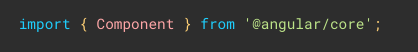 import { Component } from '@angular/core';